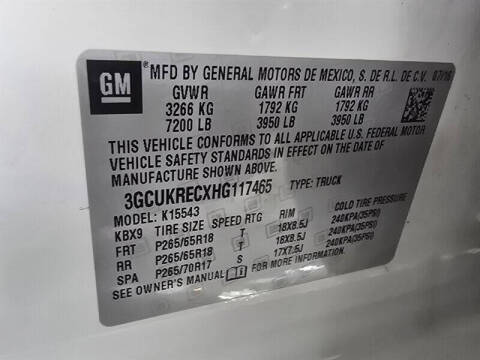 GM
MFD BY GENERAL MOTORS DE MEXICO, S. DE R.L. DE C.V. 07/16
GVWR GAWR FRT GAWR RR
3266 KG 1792 KG 1792 KG
7200 LB 3950 LB 3950 LB
THIS VEHICLE CONFORMS TO ALL APPLICABLE U.S. FEDERAL MOTOR
VEHICLE SAFETY STANDARDS IN EFFECT ON THE DATE OF
MANUFACTURE SHOWN ABOVE.
3GCUKRECXHG117465 TYPE: TRUCK
MODEL: K15543
KBX9 TIRE SIZE SPEED RTG RIM COLD TIRE PRESSURE
FRT P265/65R18 T 18X8.5J 240KPA(35PSI)
RR P265/65R18 T 18X8.5J 240KPA(35PSI)
SPA P265/70R17 S 17X7.5J 240KPA(35PSI)
SEE OWNER'S MANUAL FOR MORE INFORMATION.